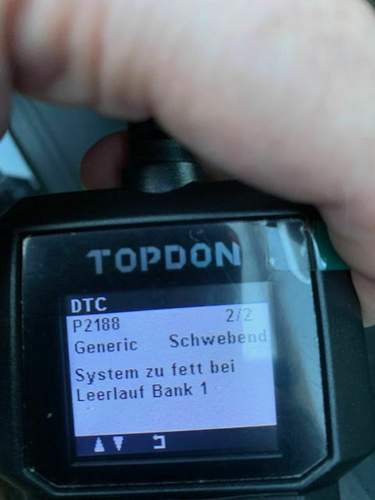 TOPDON
DTC
P2188 2/2
Generic Schwebend
System zu fett bei
Leerlauf Bank 1